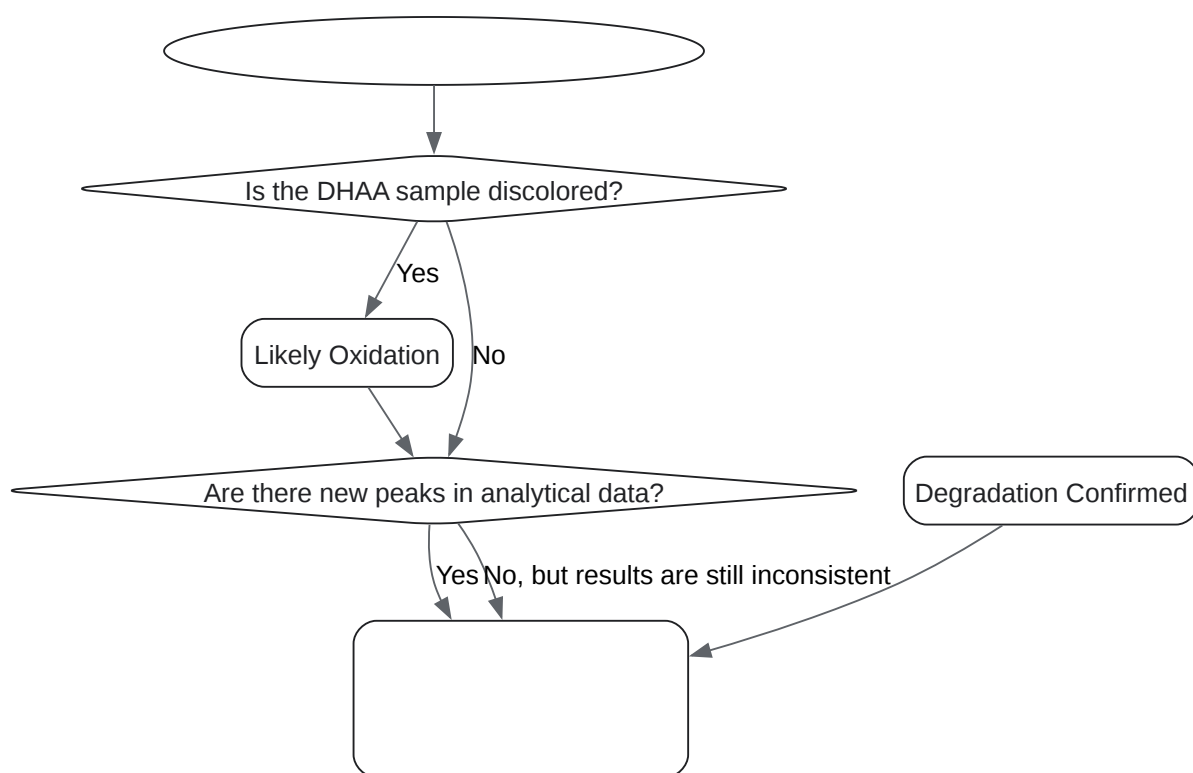 Is the DHAA sample discolored?
Yes
Likely Oxidation
No
Are there new peaks in analytical data?
Degradation Confirmed
Yes
No, but results are still inconsistent